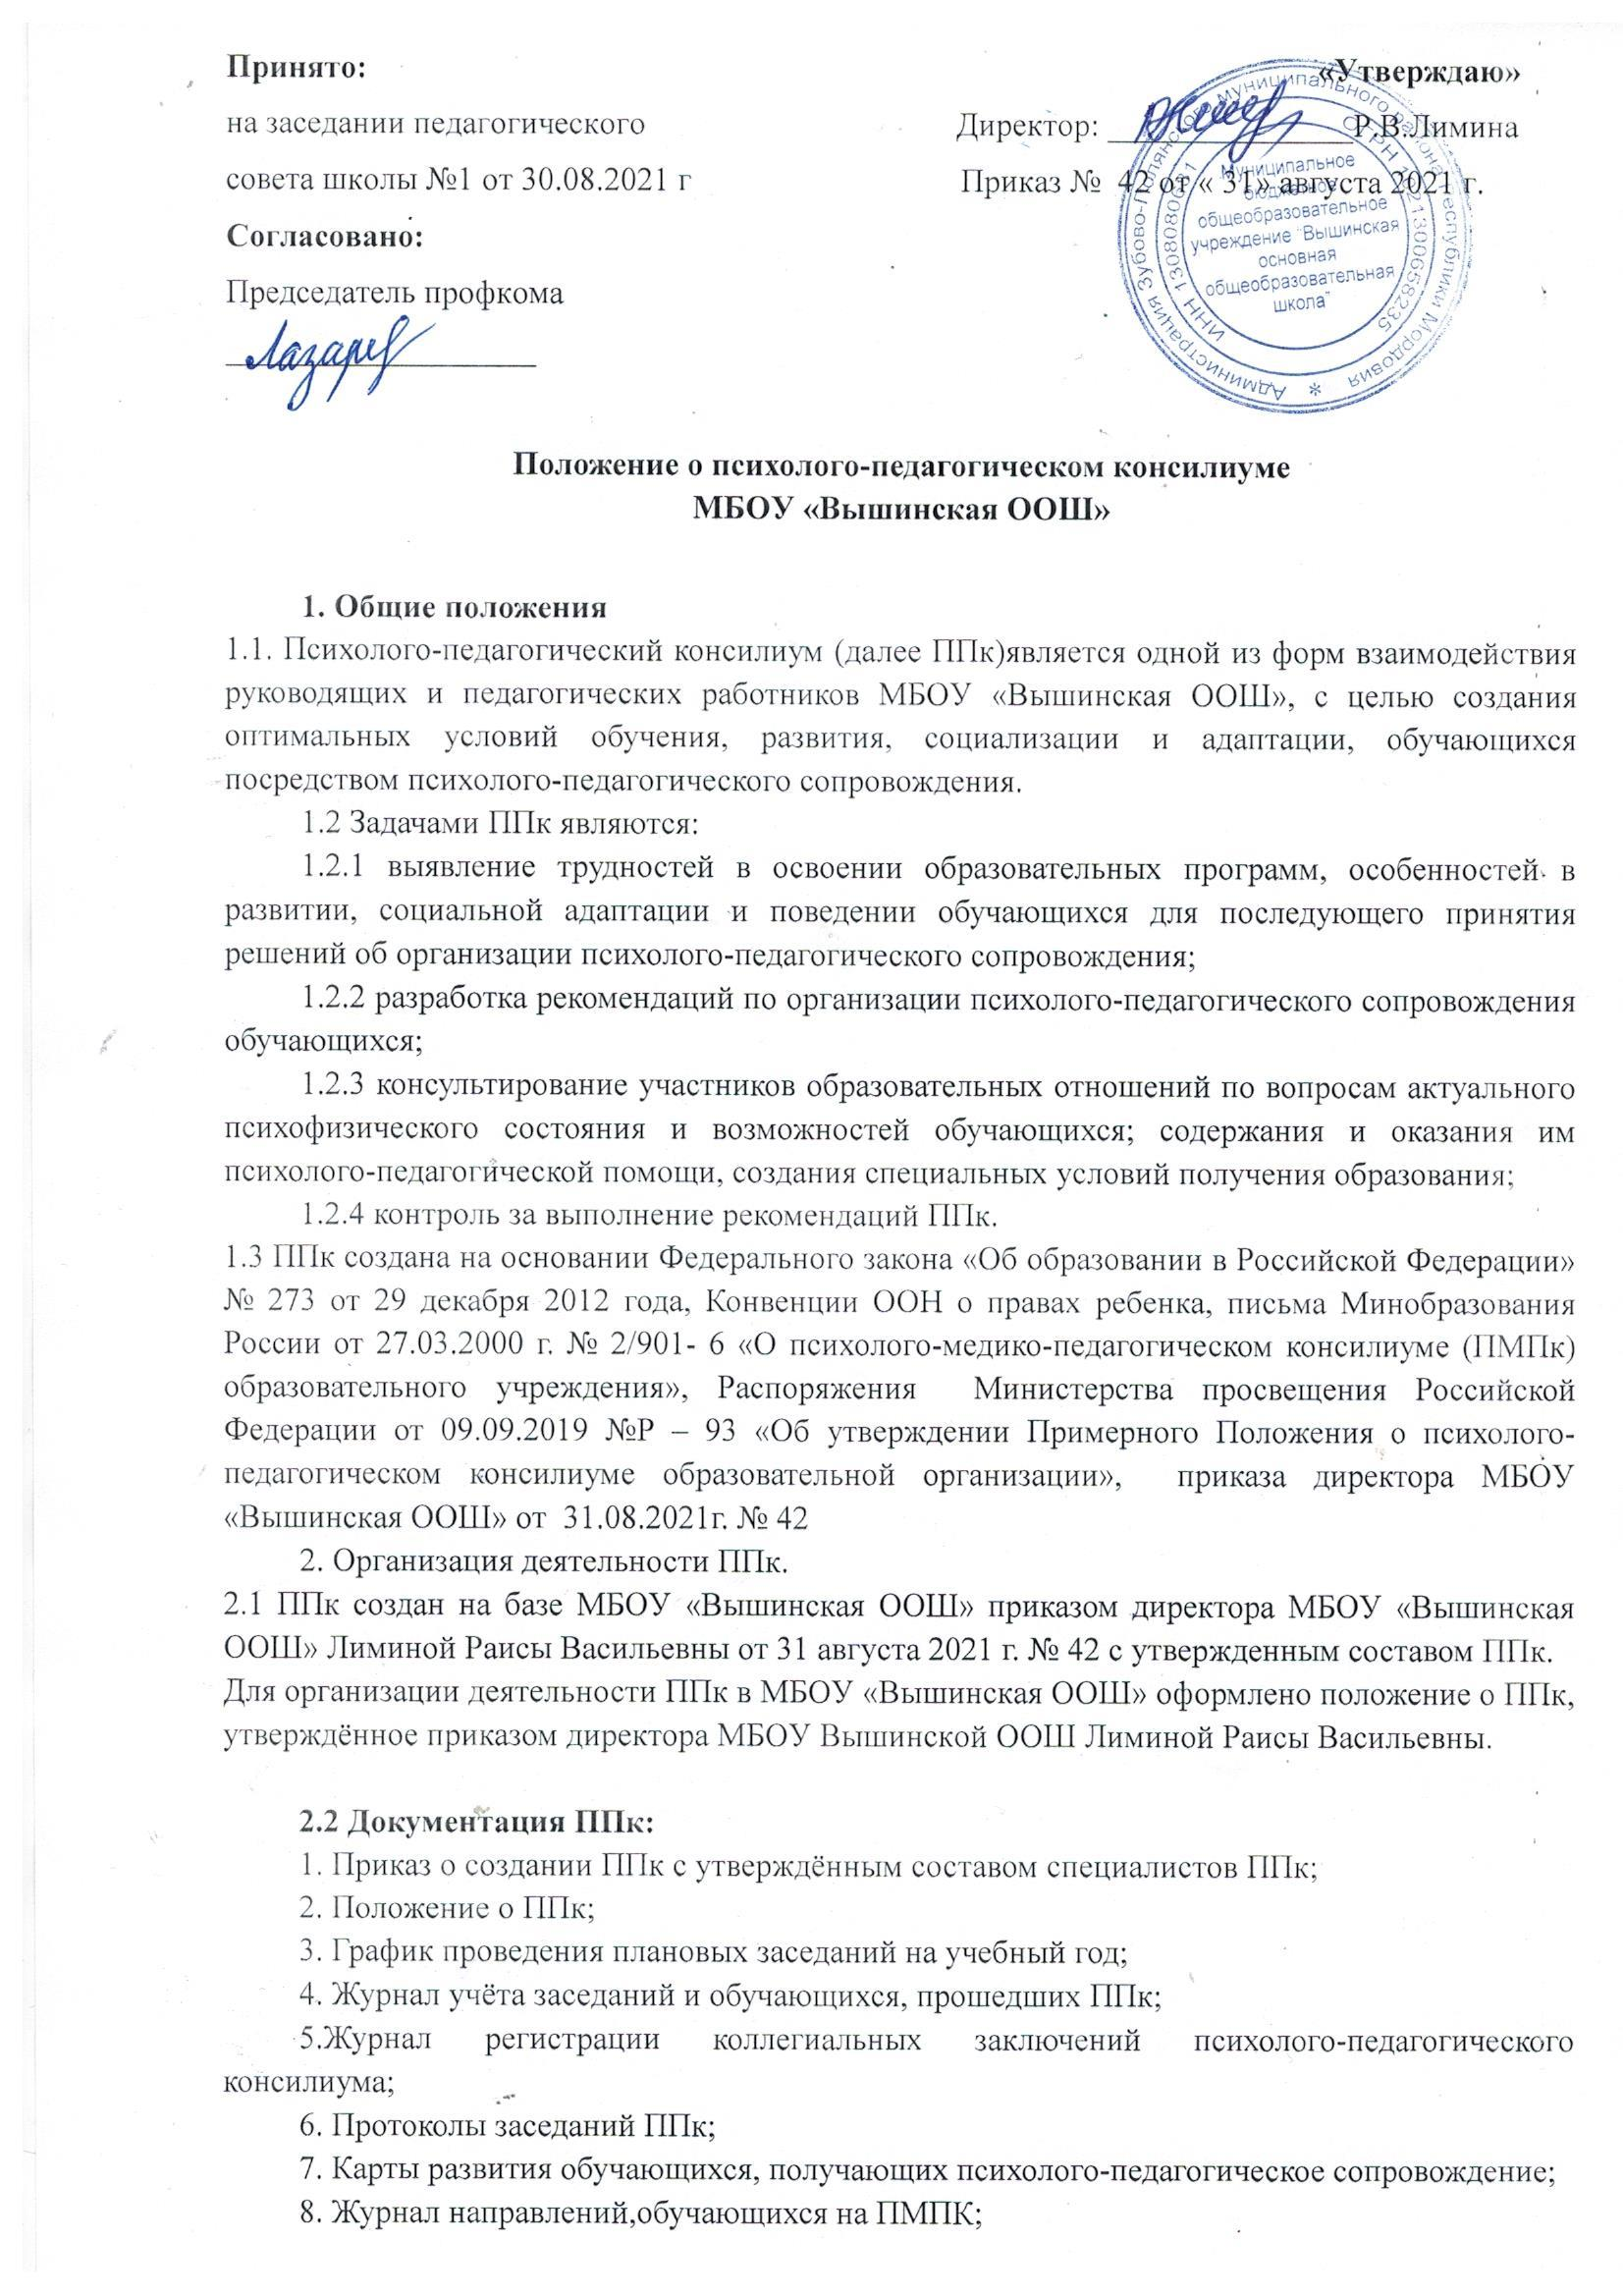 Принято:
«Утверждаю»
на заседании педагогического
Директор: Р.В.Лимина
совета школы №1 от 30.08.2021 г
Приказ № 42 от « 31» августа 2021 г.
Согласовано:
Председатель профкома
Лазарев
Администрация Зубово-Полянского муниципального района Республики Мордовия *
Муниципальное
бюджетное
общеобразовательное
учреждение "Вышинская
основная
общеобразовательная
школа"
Положение о психолого-педагогическом консилиуме
МБОУ «Вышинская ООШ»
1. Общие положения
1.1. Психолого-педагогический консилиум (далее ППк)является одной из форм взаимодействия
руководящих и педагогических работников МБОУ «Вышинская ООШ», с целью создания
оптимальных условий обучения, развития, социализации и адаптации, обучающихся
посредством психолого-педагогического сопровождения.
1.2 Задачами ППк являются:
1.2.1 выявление трудностей в освоении образовательных программ, особенностей в
развитии, социальной адаптации и поведении обучающихся для последующего принятия
решений об организации психолого-педагогического сопровождения;
1.2.2 разработка рекомендаций по организации психолого-педагогического сопровождения
обучающихся;
1.2.3 консультирование участников образовательных отношений по вопросам актуального
психофизического состояния и возможностей обучающихся; содержания и оказания им
психолого-педагогической помощи, создания специальных условий получения образования;
1.2.4 контроль за выполнение рекомендаций ППк.
1.3 ППк создана на основании Федерального закона «Об образовании в Российской Федерации»
№ 273 от 29 декабря 2012 года, Конвенции ООН о правах ребенка, письма Минобразования
России от 27.03.2000 г. № 2/901- 6 «О психолого-медико-педагогическом консилиуме (ПМПк)
образовательного учреждения», Распоряжения Министерства просвещения Российской
Федерации от 09.09.2019 №Р – 93 «Об утверждении Примерного Положения о психолого-
педагогическом консилиуме образовательной организации», приказа директора МБОУ
«Вышинская ООШ» от 31.08.2021г. № 42
2. Организация деятельности ППк.
2.1 ППк создан на базе МБОУ «Вышинская ООШ» приказом директора МБОУ «Вышинская
ООШ» Лиминой Раисы Васильевны от 31 августа 2021 г. № 42 с утвержденным составом ППк.
Для организации деятельности ППк в МБОУ «Вышинская ООШ» оформлено положение о ППк,
утверждённое приказом директора МБОУ Вышинской ООШ Лиминой Раисы Васильевны.
2.2 Документация ППк:
1. Приказ о создании ППк с утверждённым составом специалистов ППк;
2. Положение о ППк;
3. График проведения плановых заседаний на учебный год;
4. Журнал учёта заседаний и обучающихся, прошедших ППк;
5.Журнал регистрации коллегиальных заключений психолого-педагогического
консилиума;
6. Протоколы заседаний ППк;
7. Карты развития обучающихся, получающих психолого-педагогическое сопровождение;
8. Журнал направлений,обучающихся на ПМПК;